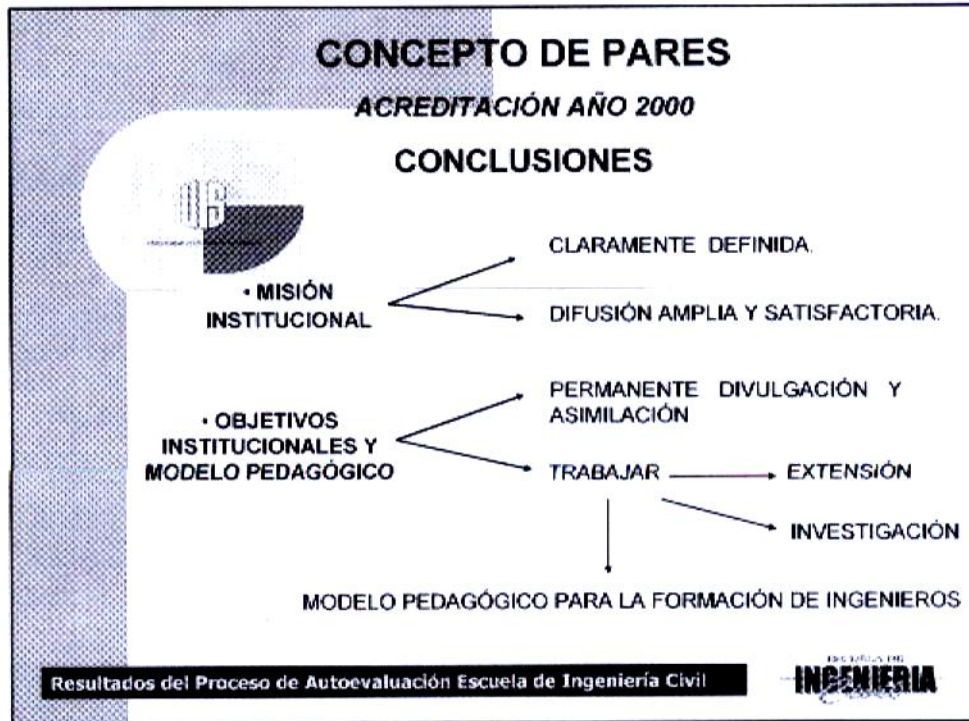 CONCEPTO DE PARES
ACREDITACIÓN AÑO 2000
CONCLUSIONES
CLARAMENTE DEFINIDA.
• MISIÓN
INSTITUCIONAL
DIFUSIÓN AMPLIA Y SATISFACTORIA.
PERMANENTE DIVULGACIÓN Y
ASIMILACIÓN
• OBJETIVOS
INSTITUCIONALES Y
MODELO PEDAGÓGICO
TRABAJAR
EXTENSIÓN
INVESTIGACIÓN
MODELO PEDAGÓGICO PARA LA FORMACIÓN DE INGENIEROS
Resultados del Proceso de Autoevaluación Escuela de Ingeniería Civil
INGENIERIA